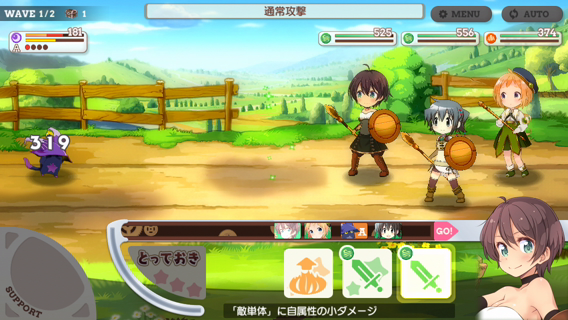 WAVE 1/2 1
通常攻撃
MENU
AUTO
181
525
556
374
319
GO!
とっておき
SUPPORT
「敵単体」に自属性の小ダメージ